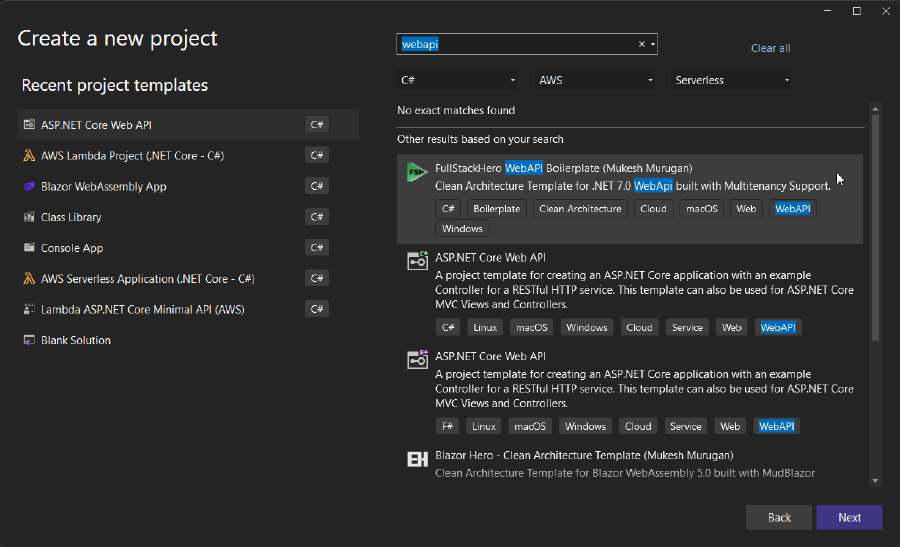 Create a new project
Recent project templates
ASP.NET Core Web API C#
AWS Lambda Project (.NET Core - C#) C#
Blazor WebAssembly App C#
Class Library C#
Console App C#
AWS Serverless Application (.NET Core - C#) C#
Lambda ASP.NET Core Minimal API (AWS) C#
Blank Solution
webapi
Clear all
C# AWS Serverless
No exact matches found
Other results based on your search
FSH
FullStackHero WebAPI Boilerplate (Mukesh Murugan)
Clean Architecture Template for .NET 7.0 WebApi built with Multitenancy Support.
C# Boilerplate Clean Architecture Cloud macOS Web WebAPI
Windows
C#
ASP.NET Core Web API
A project template for creating an ASP.NET Core application with an example
Controller for a RESTful HTTP service. This template can also be used for ASP.NET Core
MVC Views and Controllers.
C# Linux macOS Windows Cloud Service Web WebAPI
F#
ASP.NET Core Web API
A project template for creating an ASP.NET Core application with an example
Controller for a RESTful HTTP service. This template can also be used for ASP.NET Core
MVC Views and Controllers.
F# Linux macOS Windows Cloud Service Web WebAPI
Blazor Hero - Clean Architecture Template (Mukesh Murugan)
Clean Architecture Template for Blazor WebAssembly 5.0 built with MudBlazor
Back Next